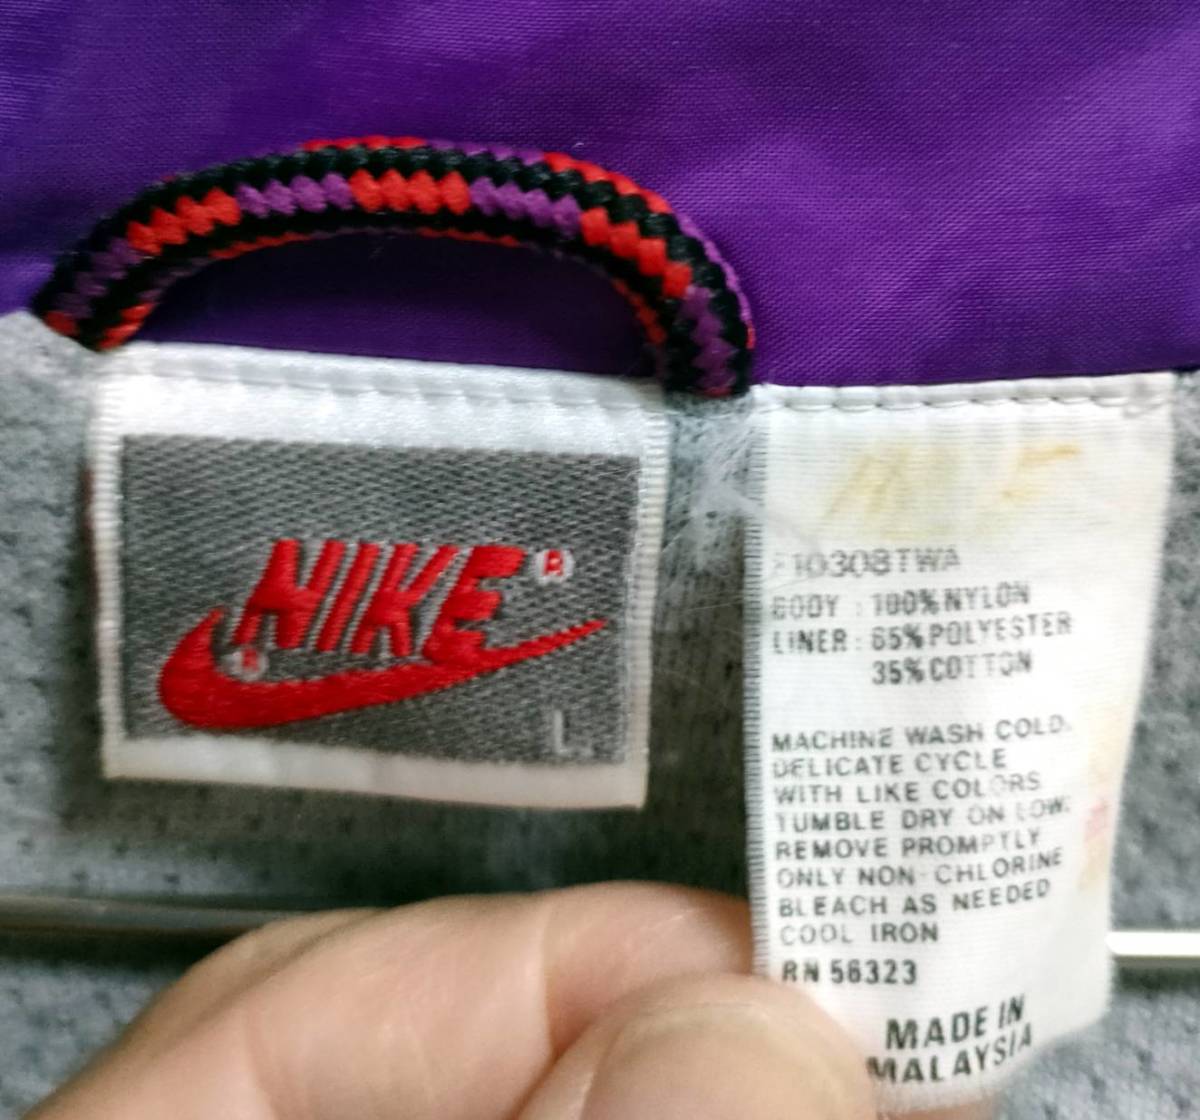 NIKE®
®
L
10308TWA
BODY : 100% NYLON
LINER : 65% POLYESTER
35% COTTON
MACHINE WASH COLD.
DELICATE CYCLE
WITH LIKE COLORS
TUMBLE DRY ON LOW.
REMOVE PROMPTLY
ONLY NON-CHLORINE
BLEACH AS NEEDED
COOL IRON
RN 56323
MADE IN
MALAYSIA